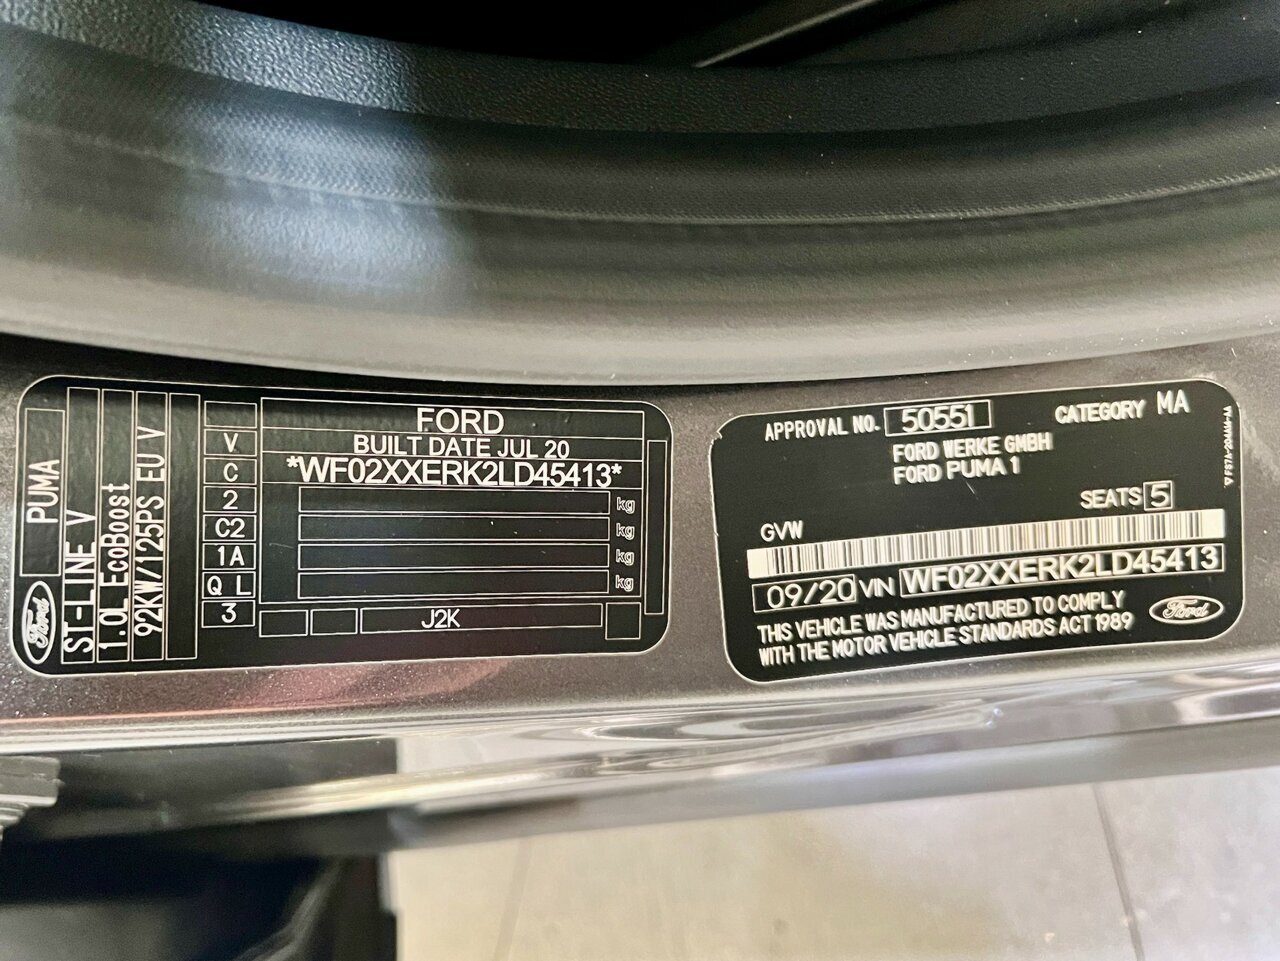 Ford
PUMA
ST-LINE V
1.0L EcoBoost
92KW/125PS EU V
V
C
2
C2
1A
Q L
3
FORD
BUILT DATE JUL 20
*WF02XXERK2LD45413*
kg
kg
kg
kg
J2K
APPROVAL NO. 50551 CATEGORY MA
FORD WERKE GMBH
FORD PUMA 1
SEATS 5
GVW
09/20 VIN WF02XXERK2LD45413
THIS VEHICLE WAS MANUFACTURED TO COMPLY
WITH THE MOTOR VEHICLE STANDARDS ACT 1989
Ford